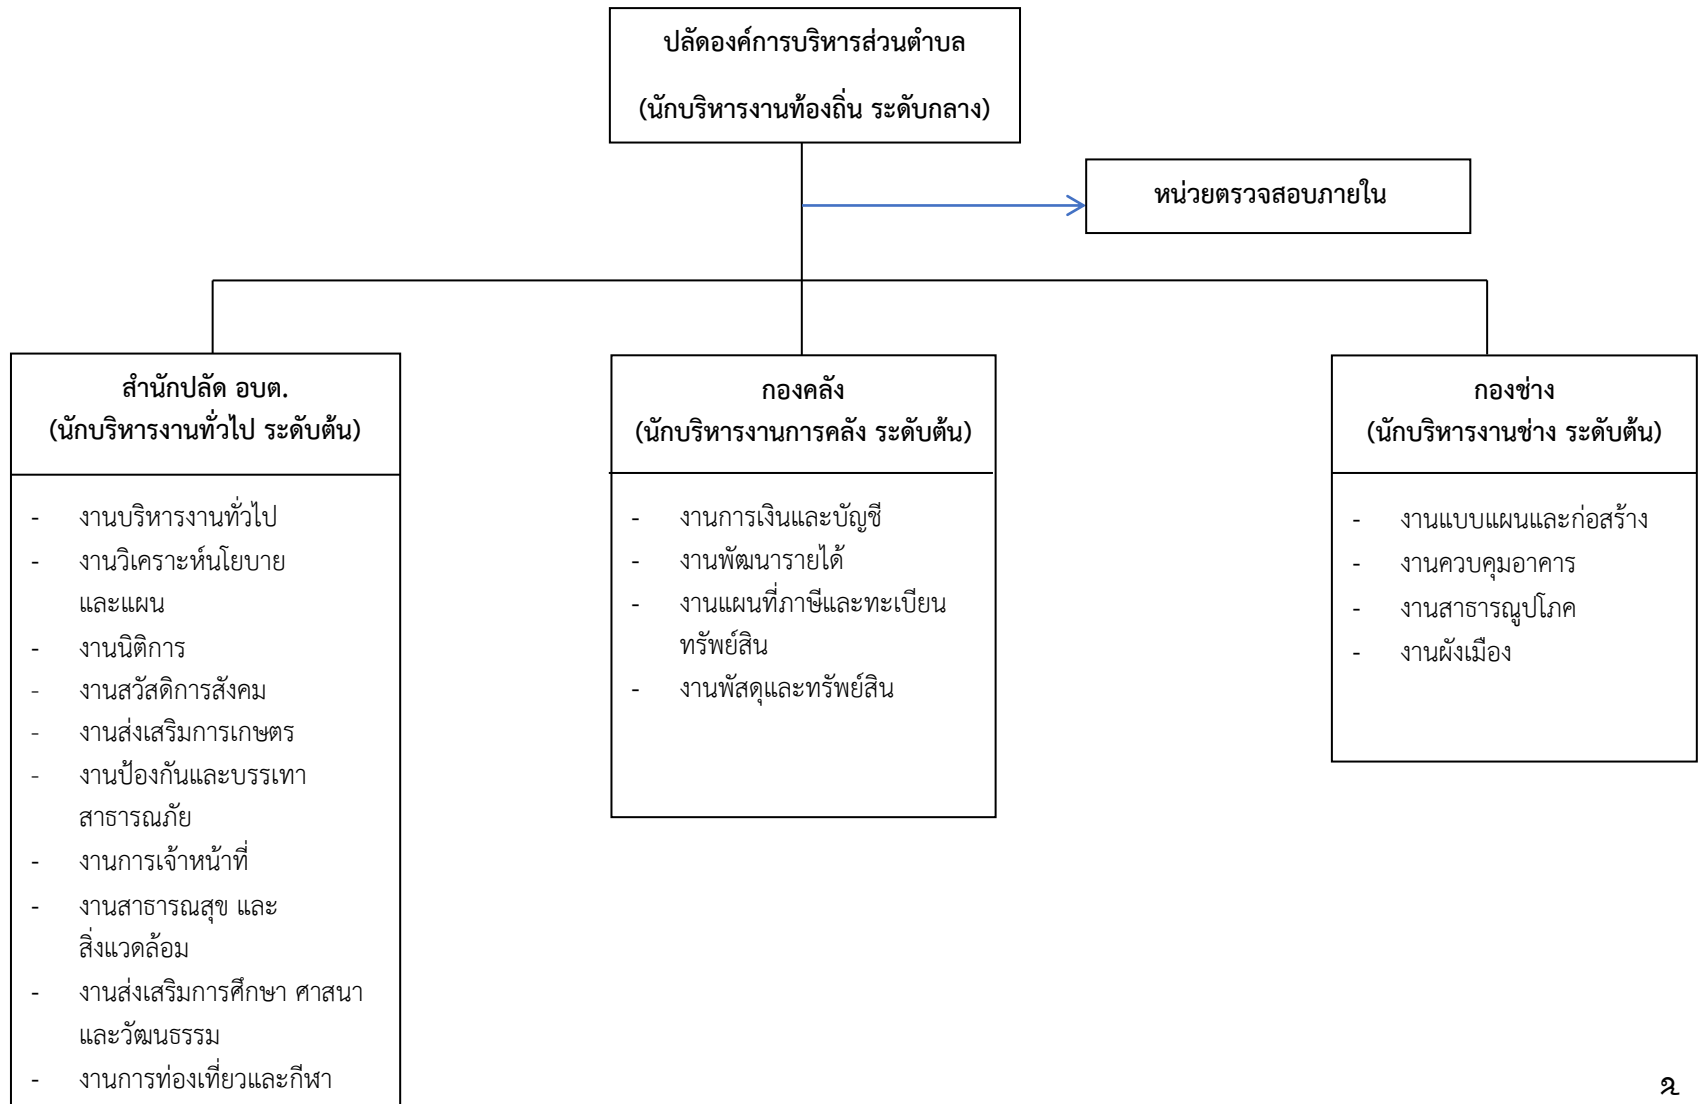 ปลัดองค์การบริหารส่วนตำบล
(นักบริหารงานท้องถิ่น ระดับกลาง)
หน่วยตรวจสอบภายใน
สำนักปลัด อบต.
(นักบริหารงานทั่วไป ระดับต้น)
- งานบริหารงานทั่วไป
- งานวิเคราะห์นโยบาย
และแผน
- งานนิติการ
- งานสวัสดิการสังคม
- งานส่งเสริมการเกษตร
- งานป้องกันและบรรเทา
สาธารณภัย
- งานการเจ้าหน้าที่
- งานสาธารณสุข และ
สิ่งแวดล้อม
- งานส่งเสริมการศึกษา ศาสนา
และวัฒนธรรม
- งานการท่องเที่ยวและกีฬา
กองคลัง
(นักบริหารงานการคลัง ระดับต้น)
- งานการเงินและบัญชี
- งานพัฒนารายได้
- งานแผนที่ภาษีและทะเบียน
ทรัพย์สิน
- งานพัสดุและทรัพย์สิน
กองช่าง
(นักบริหารงานช่าง ระดับต้น)
- งานแบบแผนและก่อสร้าง
- งานควบคุมอาคาร
- งานสาธารณูปโภค
- งานผังเมือง